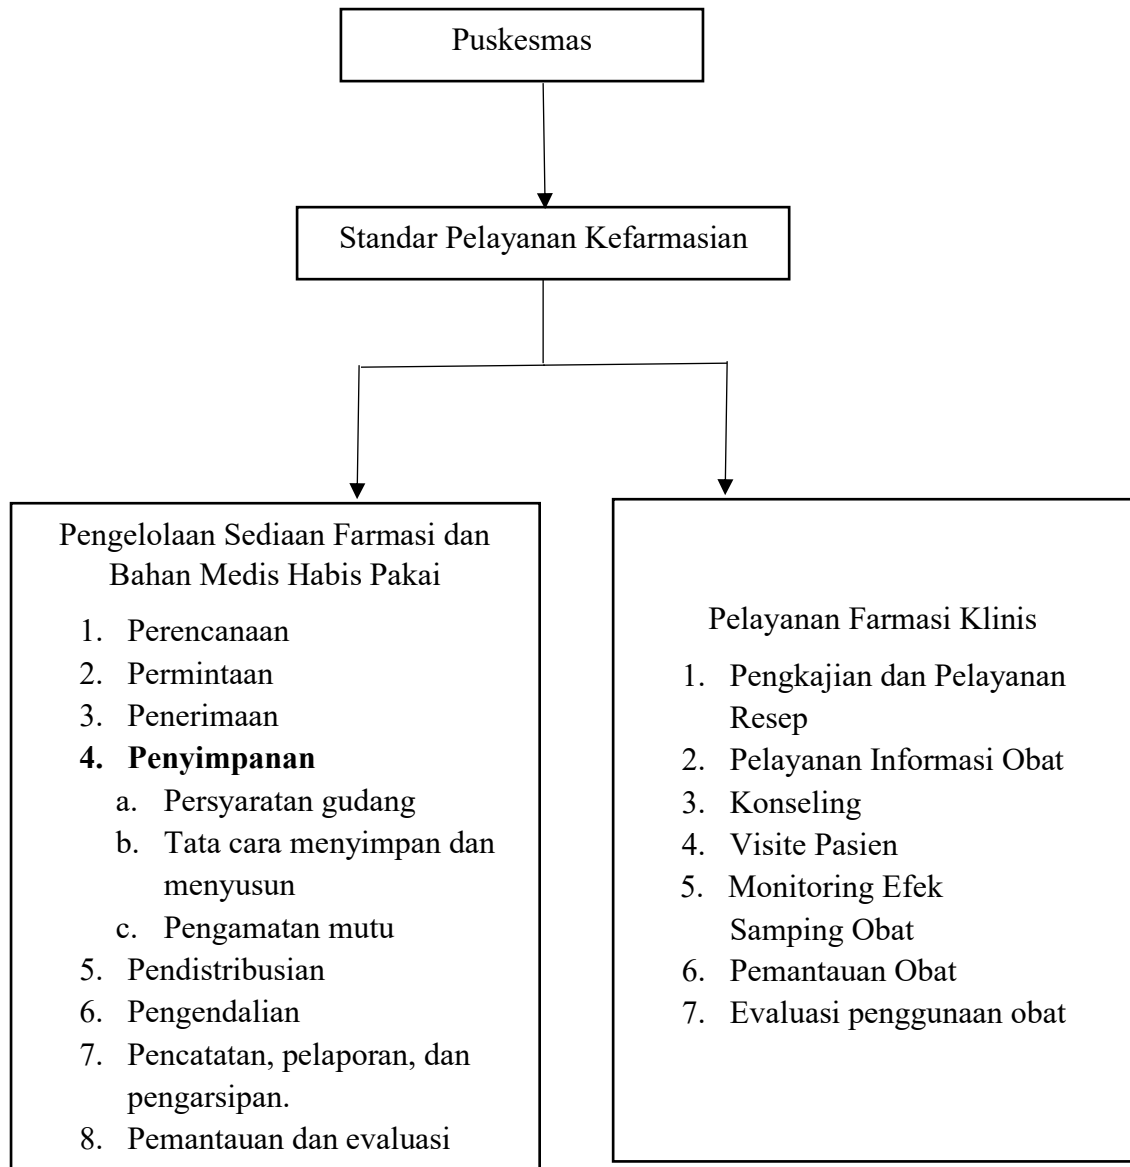 Puskesmas
Standar Pelayanan Kefarmasian
Pengelolaan Sediaan Farmasi dan
Bahan Medis Habis Pakai
1. Perencanaan
2. Permintaan
3. Penerimaan
4. Penyimpanan
a. Persyaratan gudang
b. Tata cara menyimpan dan
menyusun
c. Pengamatan mutu
5. Pendistribusian
6. Pengendalian
7. Pencatatan, pelaporan, dan
pengarsipan.
8. Pemantauan dan evaluasi
Pelayanan Farmasi Klinis
1. Pengkajian dan Pelayanan
Resep
2. Pelayanan Informasi Obat
3. Konseling
4. Visite Pasien
5. Monitoring Efek
Samping Obat
6. Pemantauan Obat
7. Evaluasi penggunaan obat